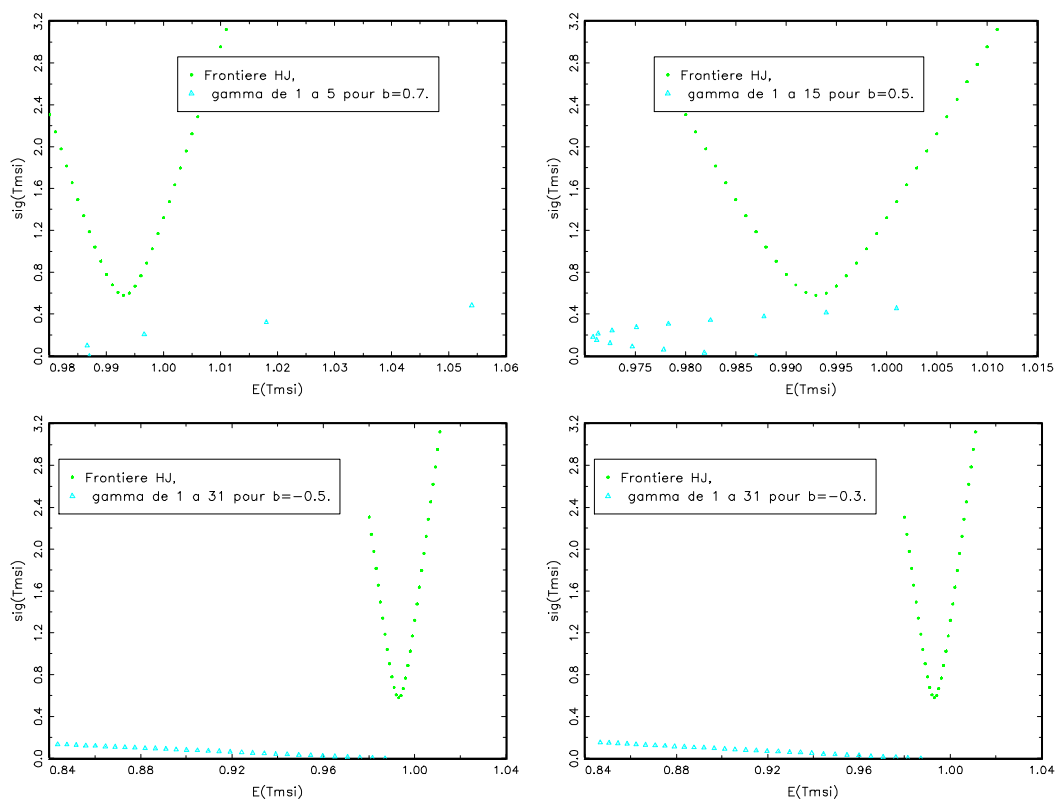 3.2
2.8
2.4
2.0
1.6
1.2
0.8
0.4
0.0
sig(Tmsi)
Frontiere HJ,
gamma de 1 a 5 pour b=0.7.
0.98 0.99 1.00 1.01 1.02 1.03 1.04 1.05 1.06
E(Tmsi)
3.2
2.8
2.4
2.0
1.6
1.2
0.8
0.4
0.0
sig(Tmsi)
Frontiere HJ,
gamma de 1 a 15 pour b=0.5.
0.975 0.980 0.985 0.990 0.995 1.000 1.005 1.010 1.015
E(Tmsi)
3.2
2.8
2.4
2.0
1.6
1.2
0.8
0.4
0.0
sig(Tmsi)
Frontiere HJ,
gamma de 1 a 31 pour b=−0.5.
0.84 0.88 0.92 0.96 1.00 1.04
E(Tmsi)
3.2
2.8
2.4
2.0
1.6
1.2
0.8
0.4
0.0
sig(Tmsi)
Frontiere HJ,
gamma de 1 a 31 pour b=−0.3.
0.84 0.88 0.92 0.96 1.00 1.04
E(Tmsi)